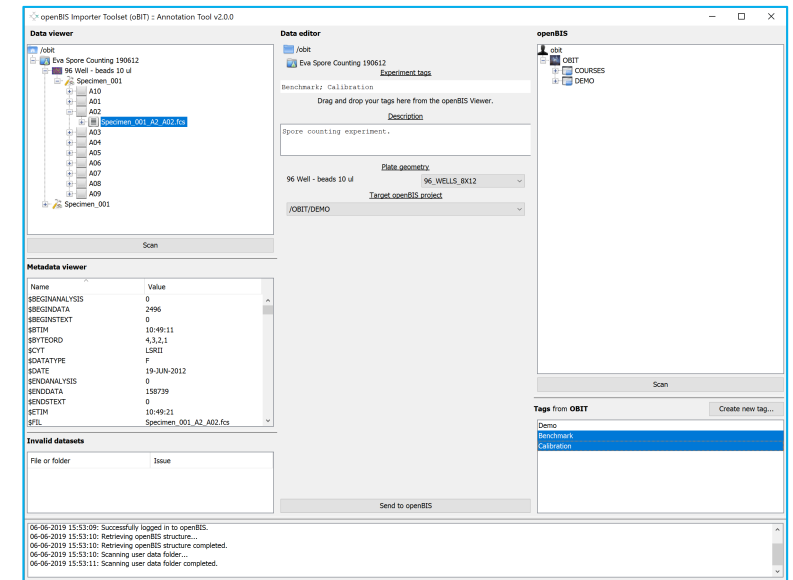 openBIS Importer Toolset (oBIT) :: Annotation Tool v2.0.0
Data viewer
/obit
Eva Spore Counting 190612
96 Well - beads 10 ul
Specimen_001
A10
A01
A02
Specimen_001_A2_A02.fcs
A03
A04
A05
A06
A07
A08
A09
Specimen_001
Scan
Metadata viewer
Name Value
$BEGINANALYSIS 0
$BEGINDATA 2496
$BEGINSTEXT 0
$BTIM 10:49:11
$BYTEORD 4,3,2,1
$CYT LSRII
$DATATYPE F
$DATE 19-JUN-2012
$ENDANALYSIS 0
$ENDDATA 158739
$ENDSTEXT 0
$ETIM 10:49:21
$FIL Specimen_001_A2_A02.fcs
Invalid datasets
File or folder Issue
Data editor
/obit
Eva Spore Counting 190612
Experiment tags
Benchmark; Calibration
Drag and drop your tags here from the openBIS Viewer.
Description
Spore counting experiment.
Plate geometry
96 Well - beads 10 ul 96_WELLS_8X12
Target openBIS project
/OBIT/DEMO
Send to openBIS
openBIS
obit
OBIT
COURSES
DEMO
Scan
Tags from OBIT Create new tag...
Demo
Benchmark
Calibration
06-06-2019 15:53:09: Successfully logged in to openBIS.
06-06-2019 15:53:10: Retrieving openBIS structure...
06-06-2019 15:53:10: Retrieving openBIS structure completed.
06-06-2019 15:53:10: Scanning user data folder...
06-06-2019 15:53:11: Scanning user data folder completed.